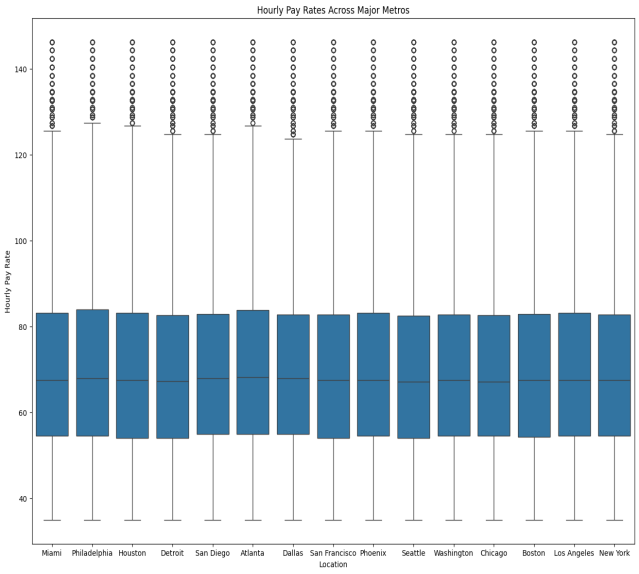 Hourly Pay Rates Across Major Metros
Hourly Pay Rate
140
120
100
80
60
40
Miami Philadelphia Houston Detroit San Diego Atlanta Dallas San Francisco Phoenix Seattle Washington Chicago Boston Los Angeles New York
Location